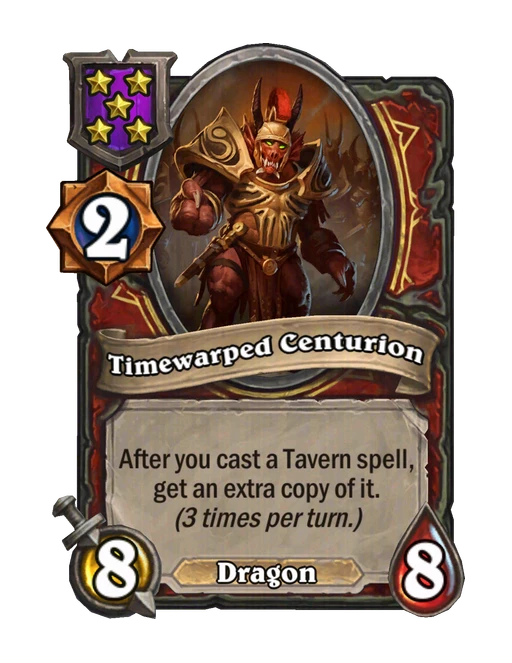 2
Timewarped Centurion
After you cast a Tavern spell,
get an extra copy of it.
(3 times per turn.)
8
Dragon
8